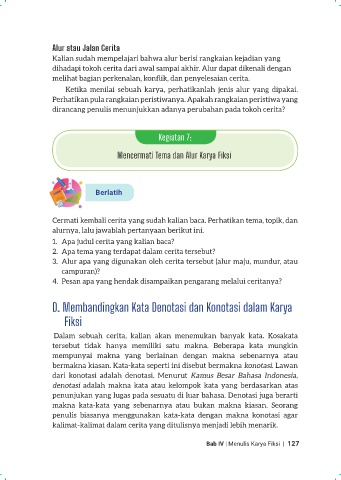 Alur atau Jalan Cerita
Kalian sudah mempelajari bahwa alur berisi rangkaian kejadian yang
dihadapi tokoh cerita dari awal sampai akhir. Alur dapat dikenali dengan
melihat bagian perkenalan, konflik, dan penyelesaian cerita.
Ketika menilai sebuah karya, perhatikanlah jenis alur yang dipakai.
Perhatikan pula rangkaian peristiwanya. Apakah rangkaian peristiwa yang
dirancang penulis menunjukkan adanya perubahan pada tokoh cerita?
Kegiatan 7:
Mencermati Tema dan Alur Karya Fiksi
Berlatih
Cermati kembali cerita yang sudah kalian baca. Perhatikan tema, topik, dan
alurnya, lalu jawablah pertanyaan berikut ini.
1. Apa judul cerita yang kalian baca?
2. Apa tema yang terdapat dalam cerita tersebut?
3. Alur apa yang digunakan oleh cerita tersebut (alur maju, mundur, atau
campuran)?
4. Pesan apa yang hendak disampaikan pengarang melalui ceritanya?
D. Membandingkan Kata Denotasi dan Konotasi dalam Karya
Fiksi
Dalam sebuah cerita, kalian akan menemukan banyak kata. Kosakata
tersebut tidak hanya memiliki satu makna. Beberapa kata mungkin
mempunyai makna yang berlainan dengan makna sebenarnya atau
bermakna kiasan. Kata-kata seperti ini disebut bermakna konotasi. Lawan
dari konotasi adalah denotasi. Menurut Kamus Besar Bahasa Indonesia,
denotasi adalah makna kata atau kelompok kata yang berdasarkan atas
penunjukan yang lugas pada sesuatu di luar bahasa. Denotasi juga berarti
makna kata-kata yang sebenarnya atau bukan makna kiasan. Seorang
penulis biasanya menggunakan kata-kata dengan makna konotasi agar
kalimat-kalimat dalam cerita yang ditulisnya menjadi lebih menarik.
Bab IV | Menulis Karya Fiksi | 127